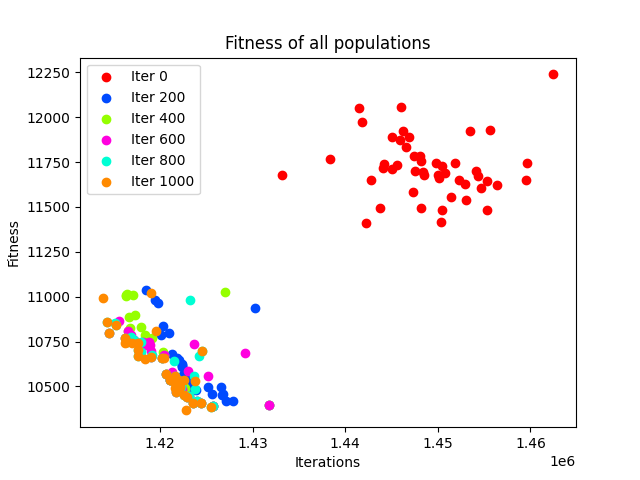 Fitness of all populations
Iter 0
Iter 200
Iter 400
Iter 600
Iter 800
Iter 1000
12250
12000
11750
11500
11250
11000
10750
10500
Fitness
1.42 1.43 1.44 1.45 1.46
1e6
Iterations